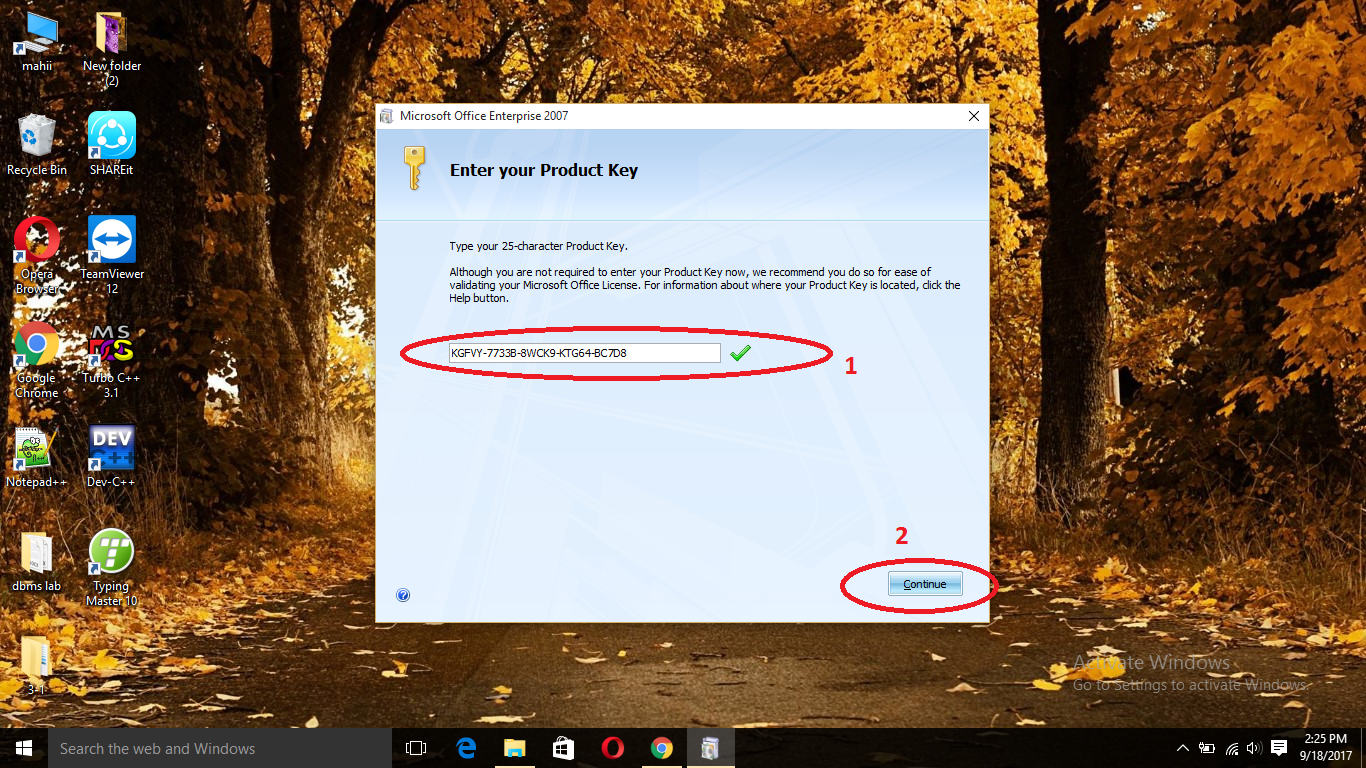 mahii
New folder
(2)
Recycle Bin
SHAREit
Opera
Browser
TeamViewer
12
Google
Chrome
MS
Turbo C++
3.1
Notepad++
DEV
C++
Dev-C++
dbms lab
Typing
Master 10
3-1
Microsoft Office Enterprise 2007
Enter your Product Key
Type your 25-character Product Key.
Although you are not required to enter your Product Key now, we recommend you do so for ease of
validating your Microsoft Office License. For information about where your Product Key is located, click the
Help button.
KGFVY-7733B-8WCK9-KTG64-BC7D8
1
2
Continue
Activate Windows
Go to Settings to activate Windows.
Search the web and Windows
2:25 PM
9/18/2017